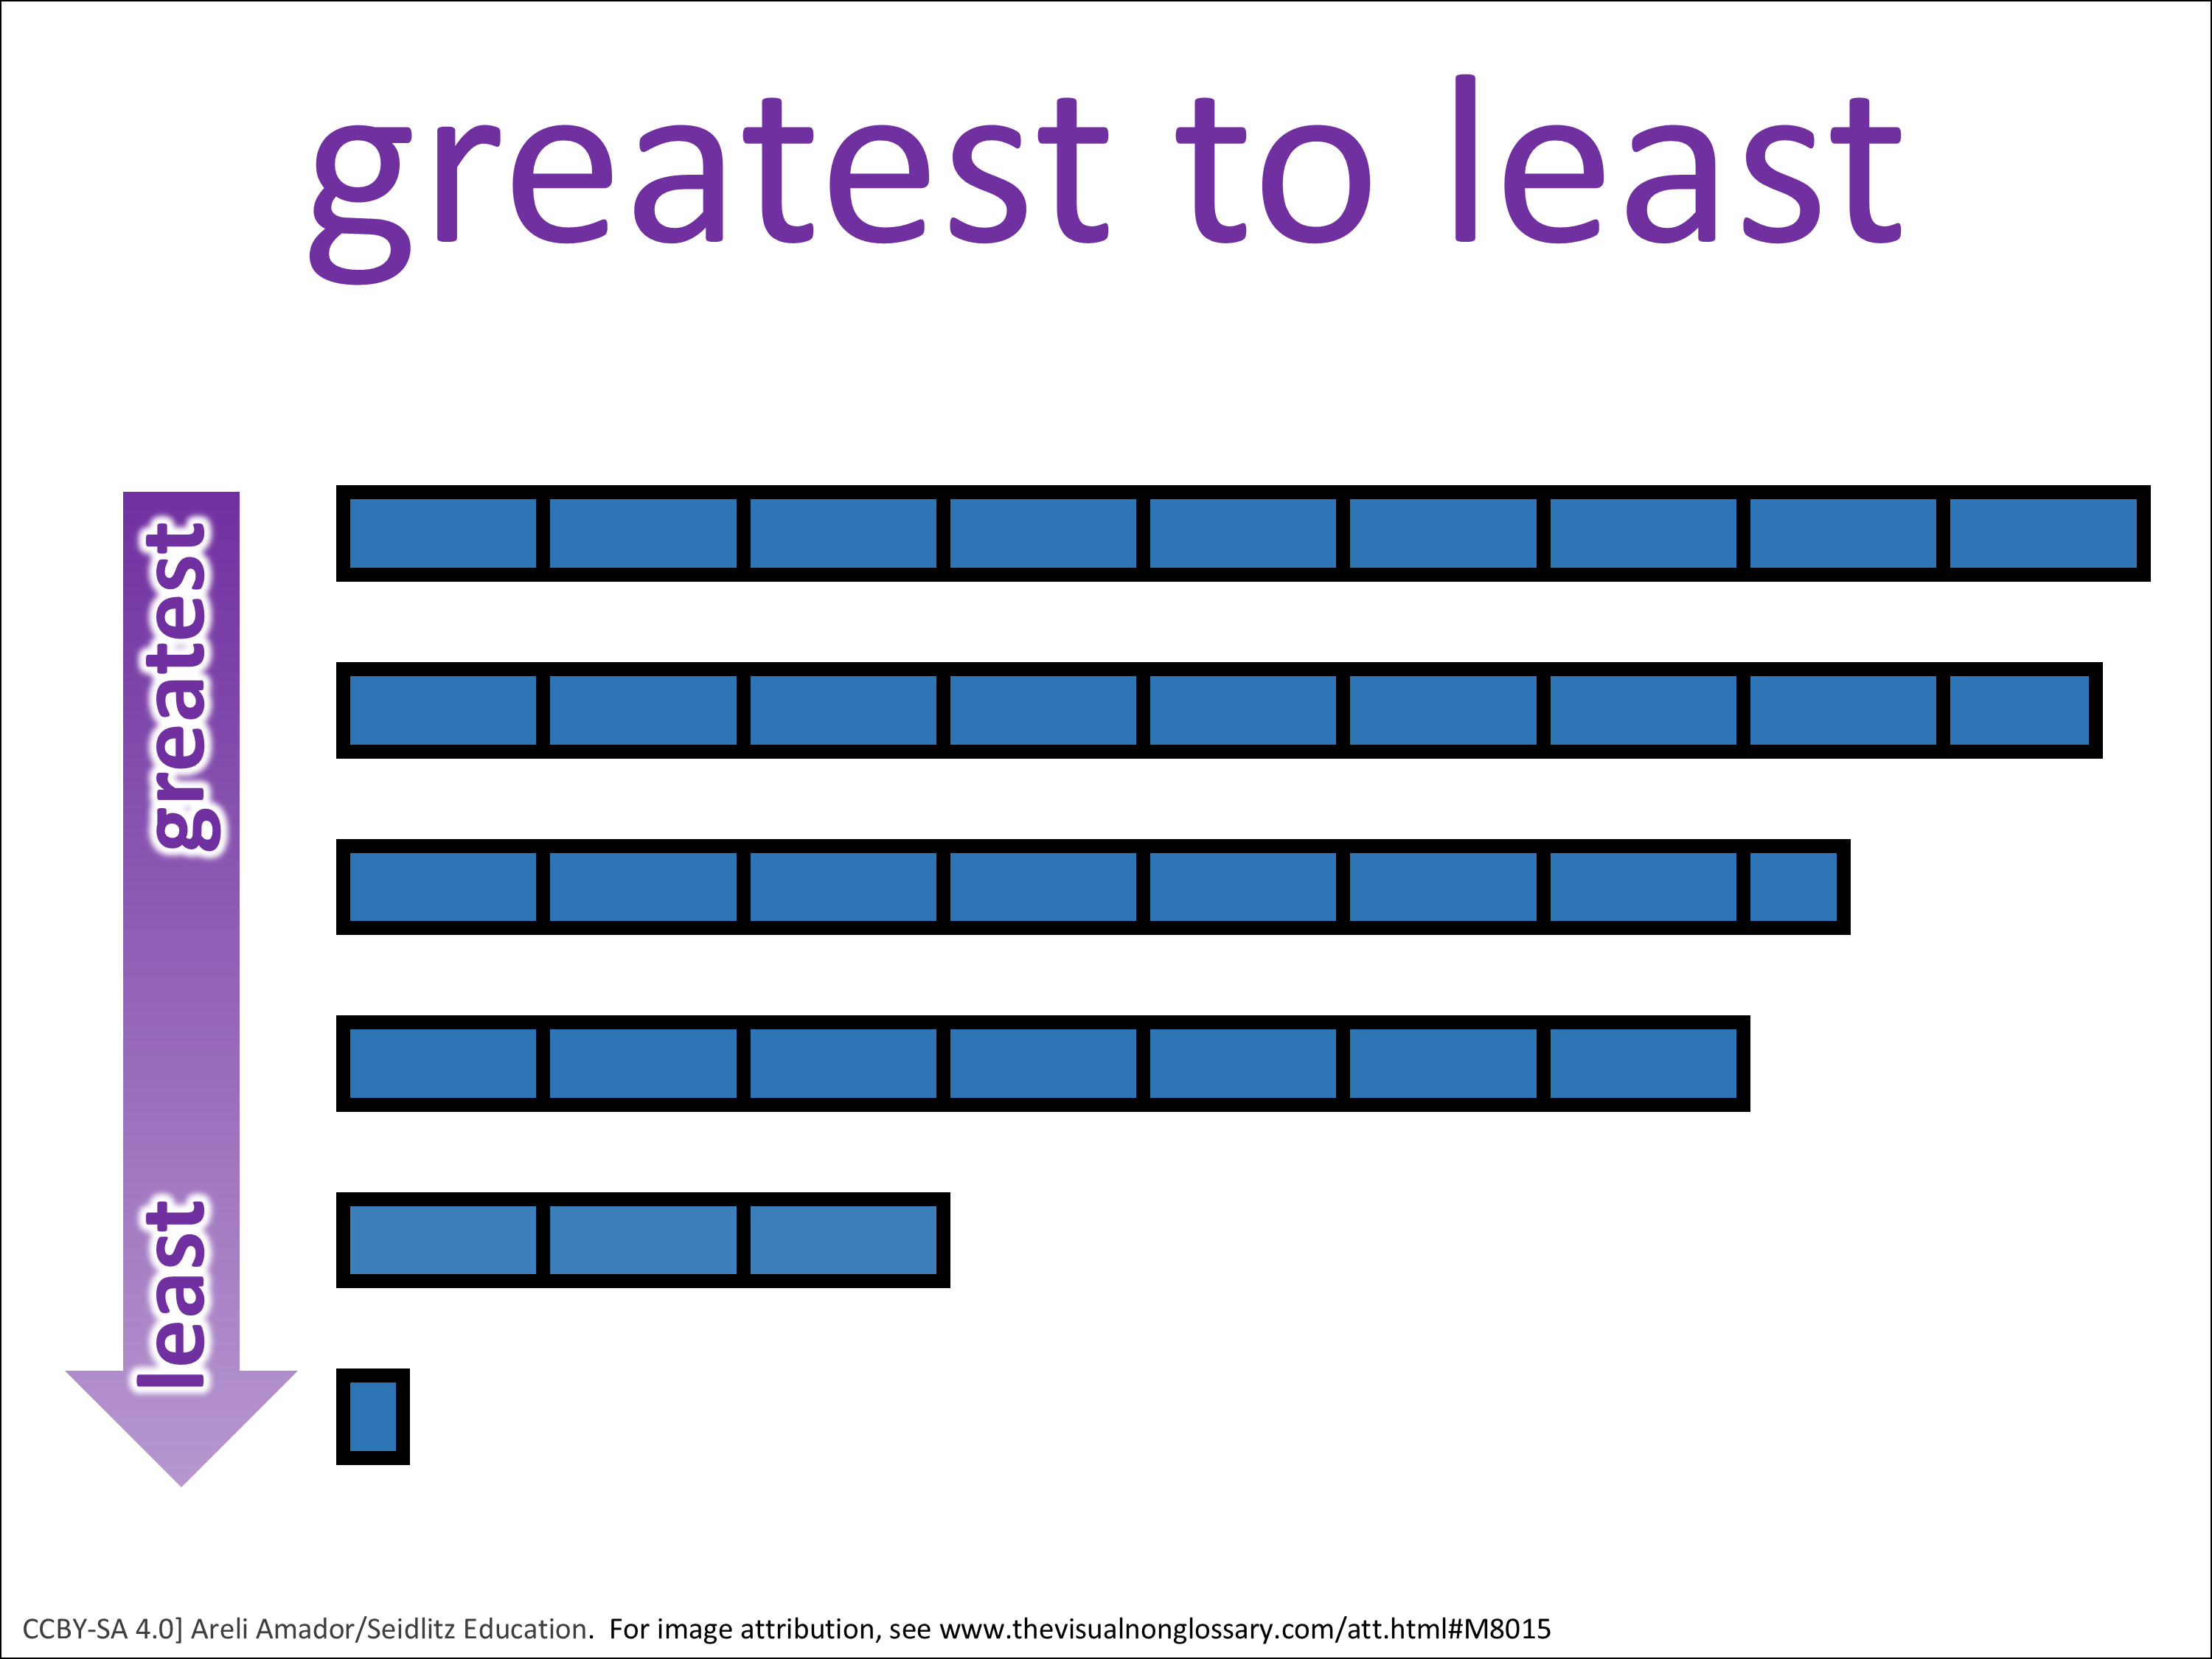 greatest to least
greatest
least
CCBY-SA 4.0] Areli Amador/Seidlitz Education.  For image attribution, see www.thevisualnonglossary.com/att.html#M8015